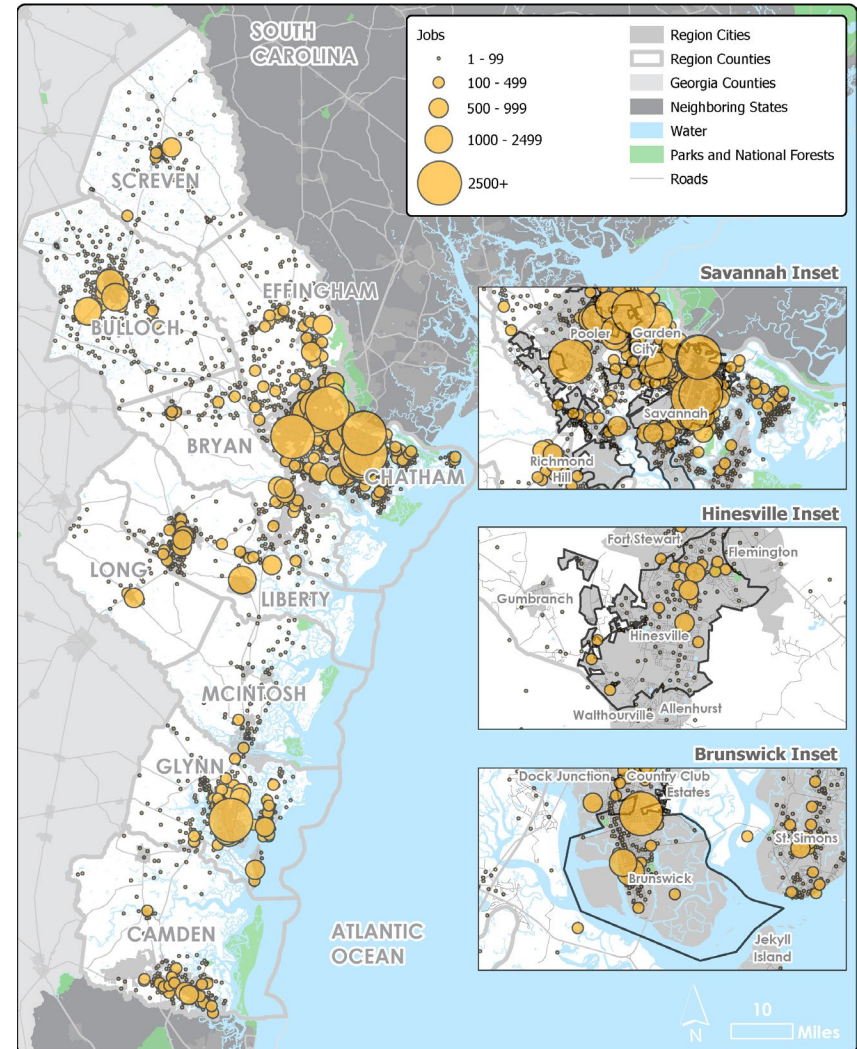 SOUTH
CAROLINA
Jobs
1 - 99
100 - 499
500 - 999
1000 - 2499
2500+
Region Cities
Region Counties
Georgia Counties
Neighboring States
Water
Parks and National Forests
Roads
SCREVEN
EFFINGHAM
BULLOCH
BRYAN
CHATHAM
LONG
LIBERTY
MCINTOSH
GLYNN
CAMDEN
ATLANTIC
OCEAN
Savannah Inset
Pooler
Garden
City
Savannah
Richmond
Hill
Hinesville Inset
Fort Stewart
Flemington
Gumbranch
Hinesville
Walthourville
Allenhurst
Brunswick Inset
Dock Junction
Country Club
Estates
St. Simons
Brunswick
Jekyll
Island
N
10
Miles